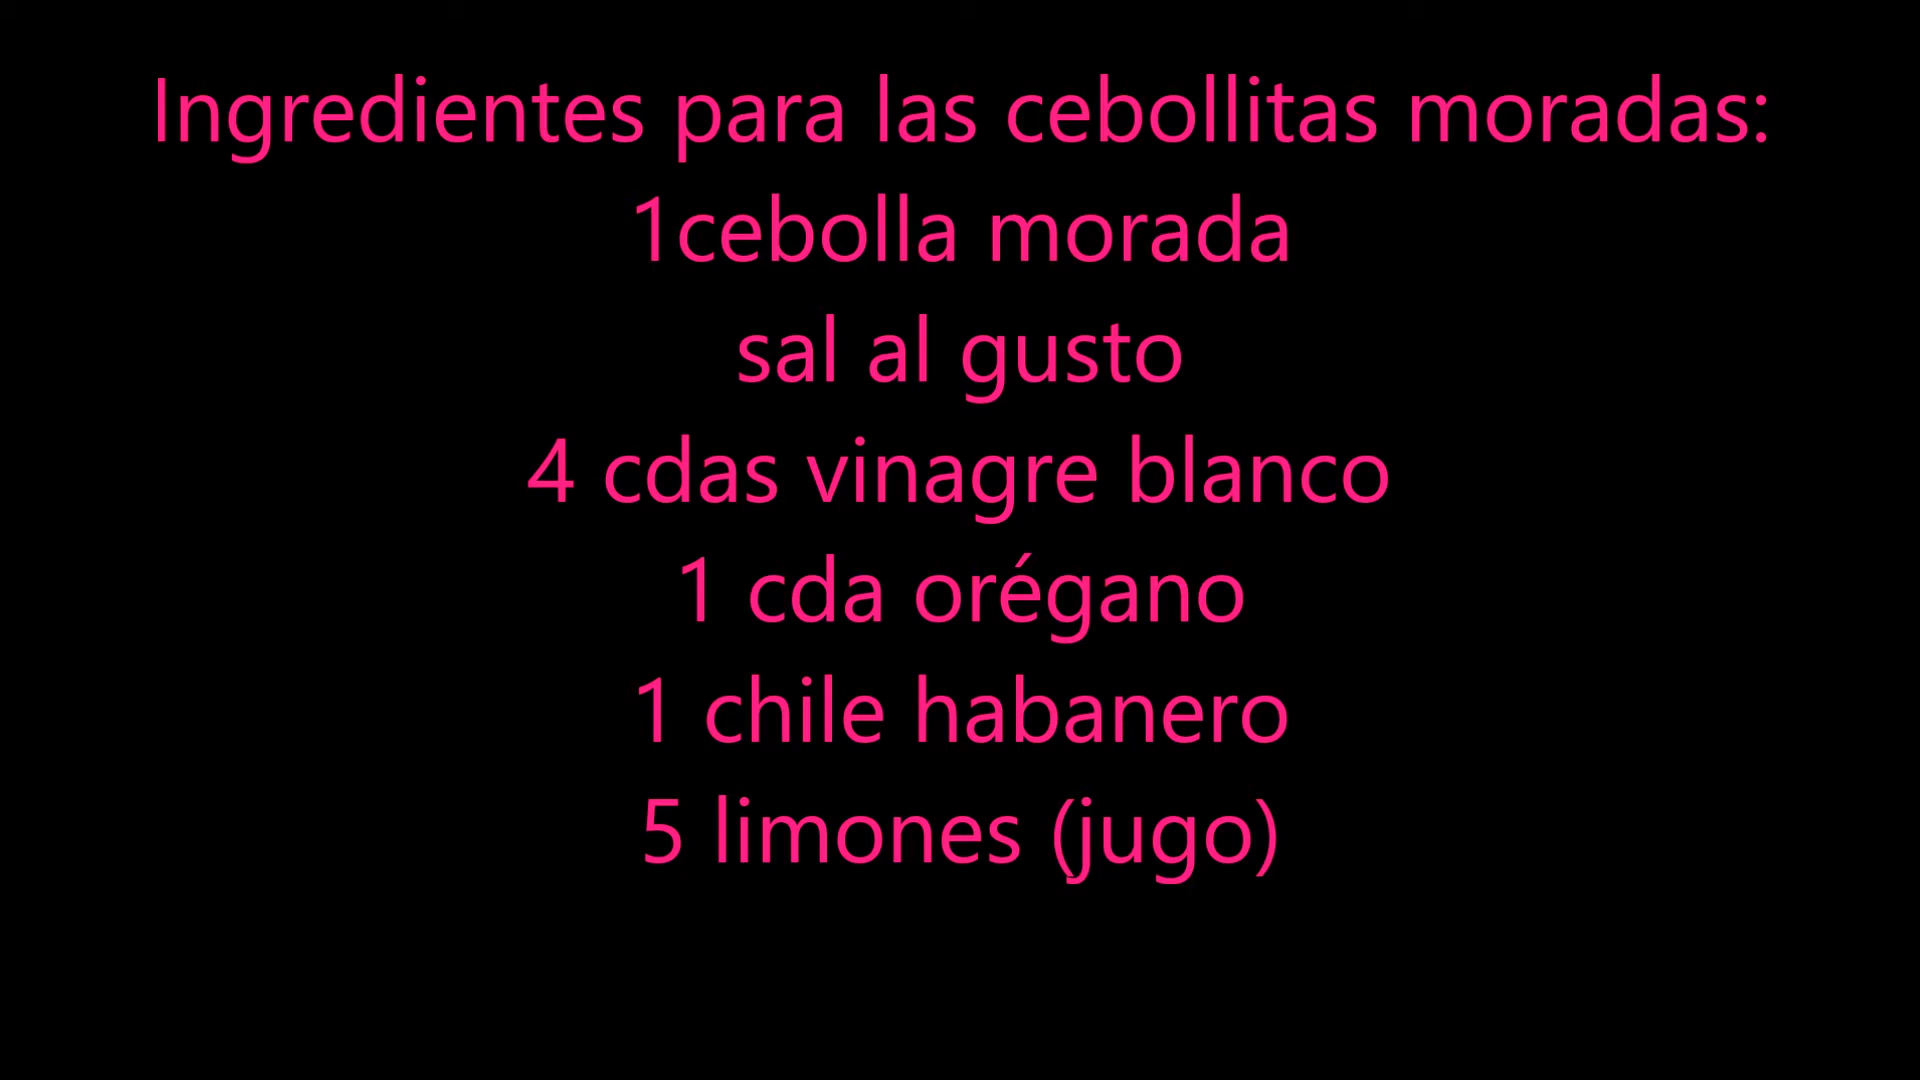 Ingredientes para las cebollitas moradas:
1cebolla morada
sal al gusto
4 cdas vinagre blanco
1 cda orégano
1 chile habanero
5 limones (jugo)